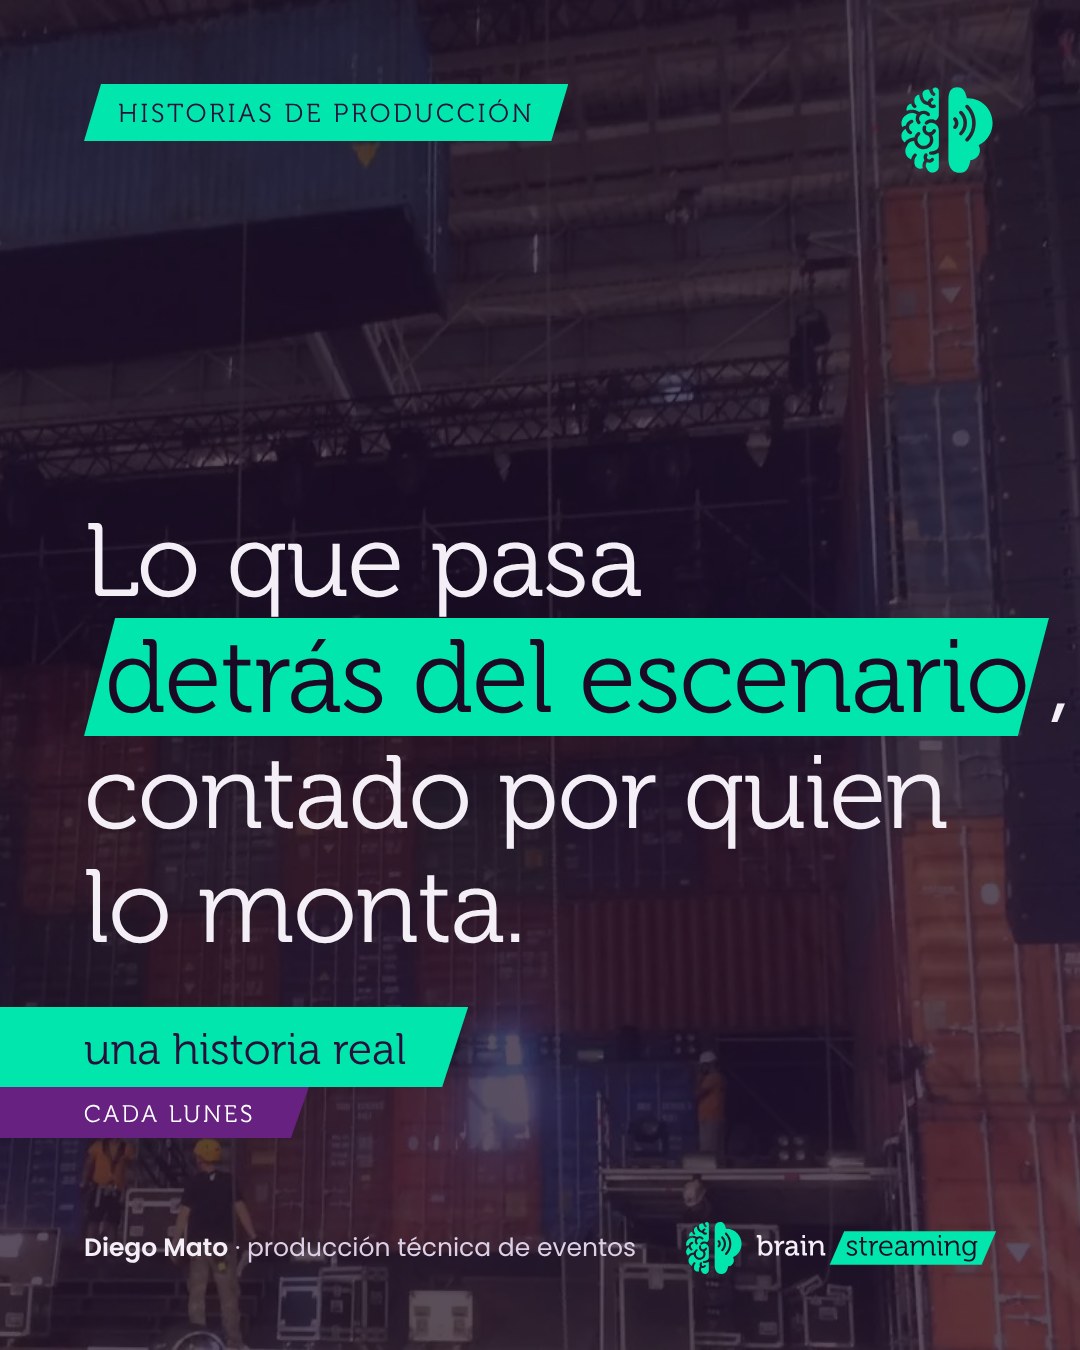 HISTORIAS DE PRODUCCIÓN
Lo que pasa
detrás del escenario,
contado por quien
lo monta.
una historia real
CADA LUNES
Diego Mato · producción técnica de eventos
brain streaming